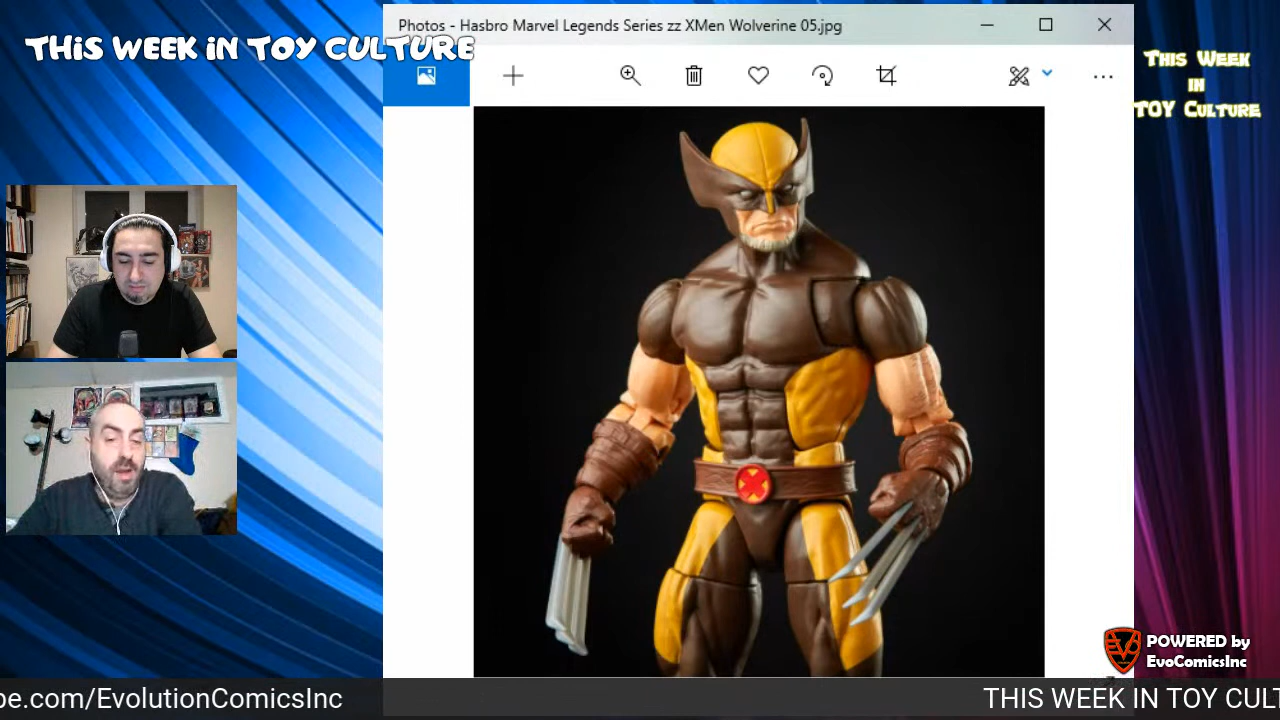 Photos - Hasbro Marvel Legends Series zz XMen Wolverine 05.jpg
THiS WEEK iN TOY CULTURE
This Week
in
TOY Culture
POWERED by
EvoComicsInc
pe.com/EvolutionComicsInc
THIS WEEK IN TOY CULT